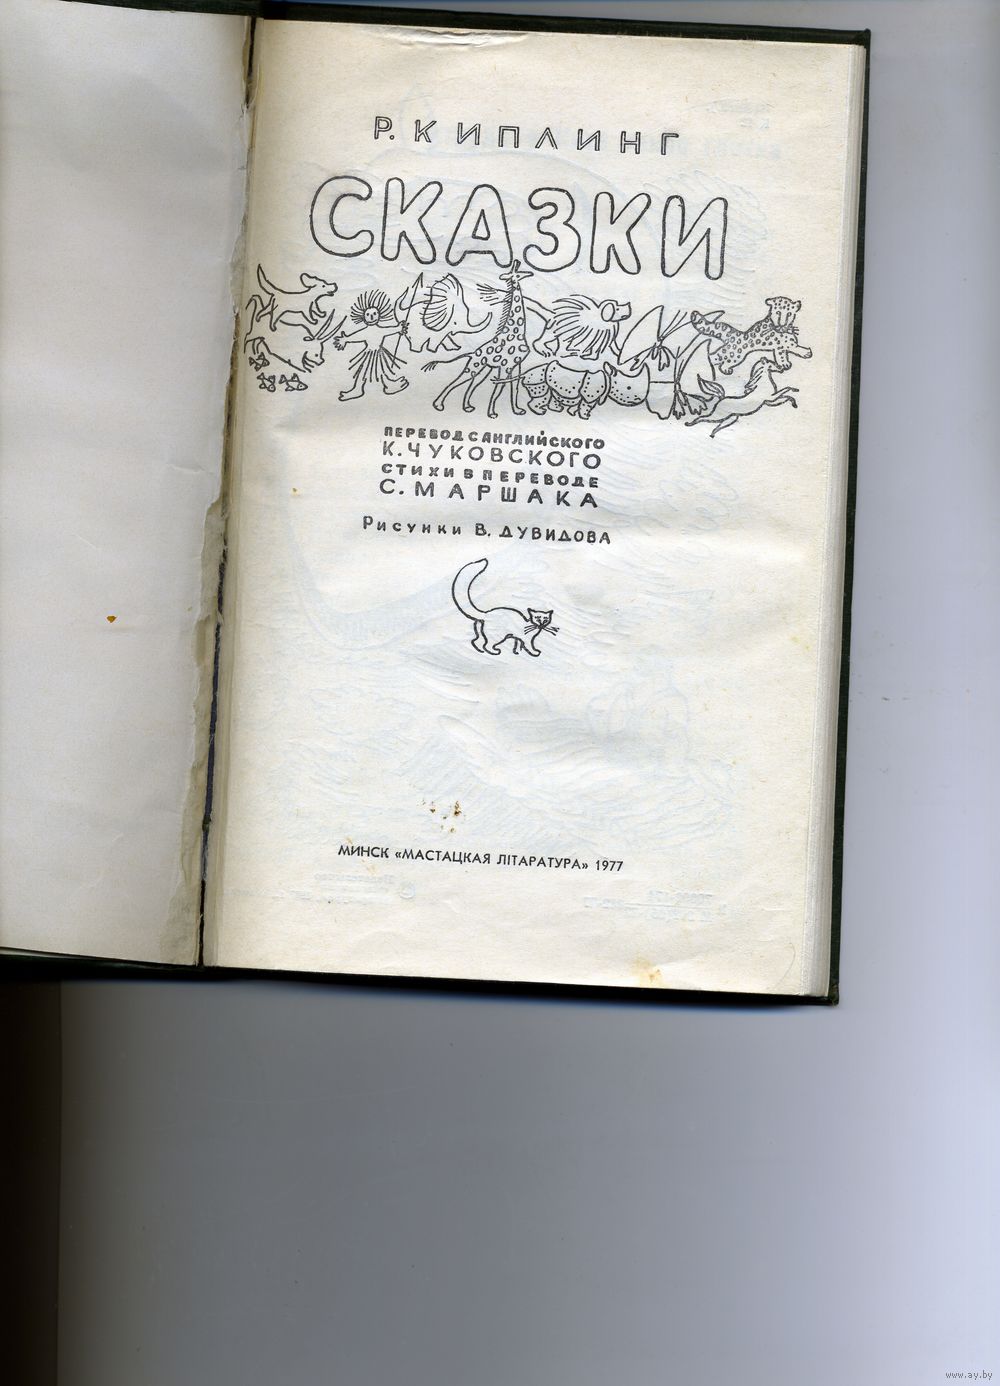 Р. КИПЛИНГ
СКАЗКИ
ПЕРЕВОД С АНГЛИЙСКОГО
К. ЧУКОВСКОГО
СТИХИ В ПЕРЕВОДЕ
С. МАРШАКА
Рисунки В. ДУВИДОВА
МИНСК «МАСТАЦКАЯ ЛІТАРАТУРА» 1977
www.ay.by